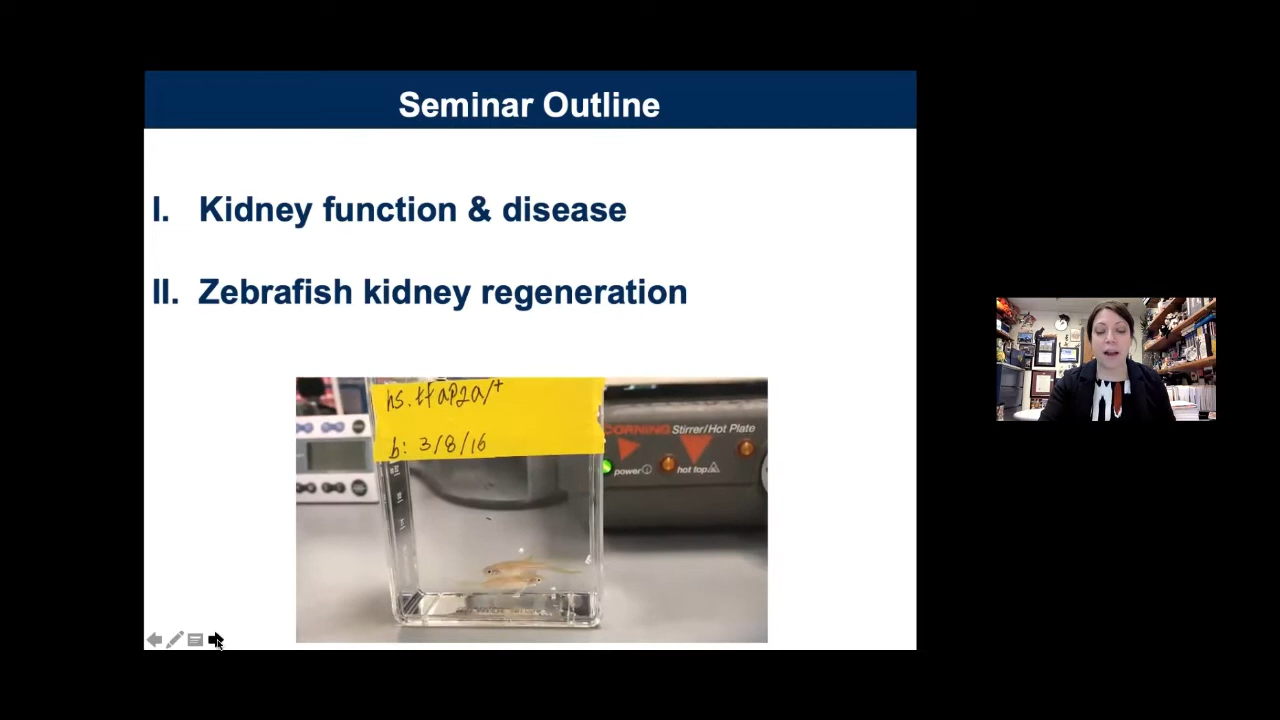 Seminar Outline
I. Kidney function & disease
II. Zebrafish kidney regeneration
hs.tfap2a/+
b: 3/8/16
CORNING Stirrer/Hot Plate
power
hot top